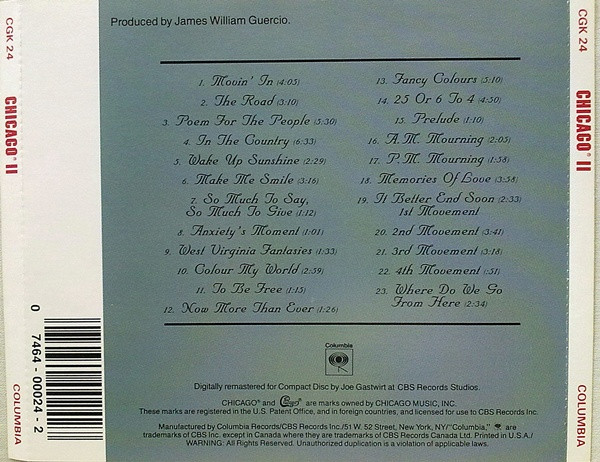 CGK 24
CHICAGO® II
0 7464-00024-2
COLUMBIA
Produced by James William Guercio.
1. Movin' In (4:05)
2. The Road (3:10)
3. Poem For The People (5:30)
4. In The Country (6:33)
5. Wake Up Sunshine (2:29)
6. Make Me Smile (3:16)
7. So Much To Say,
So Much To Give (1:12)
8. Anxiety's Moment (1:01)
9. West Virginia Fantasies (1:33)
10. Colour My World (2:59)
11. To Be Free (1:15)
12. Now More Than Ever (1:26)
13. Fancy Colours (5:10)
14. 25 Or 6 To 4 (4:50)
15. Prelude (1:10)
16. A.M. Mourning (2:05)
17. P.M. Mourning (1:58)
18. Memories Of Love (3:58)
19. It Better End Soon (2:33)
1st Movement
20. 2nd Movement (3:41)
21. 3rd Movement (3:18)
22. 4th Movement (:51)
23. Where Do We Go
From Here (2:34)
Columbia
Digitally remastered for Compact Disc by Joe Gastwirt at CBS Records Studios.
CHICAGO® and Chicago® are marks owned by CHICAGO MUSIC, INC.
These marks are registered in the U.S. Patent Office, and in foreign countries, and licensed for use to CBS Records Inc.
Manufactured by Columbia Records/CBS Records Inc./51 W. 52 Street, New York, NY/"Columbia," are
trademarks of CBS Inc. except in Canada where they are trademarks of CBS Records Canada Ltd. Printed in U.S.A./
WARNING: All Rights Reserved. Unauthorized duplication is a violation of applicable laws.
CGK 24
CHICAGO® II
COLUMBIA